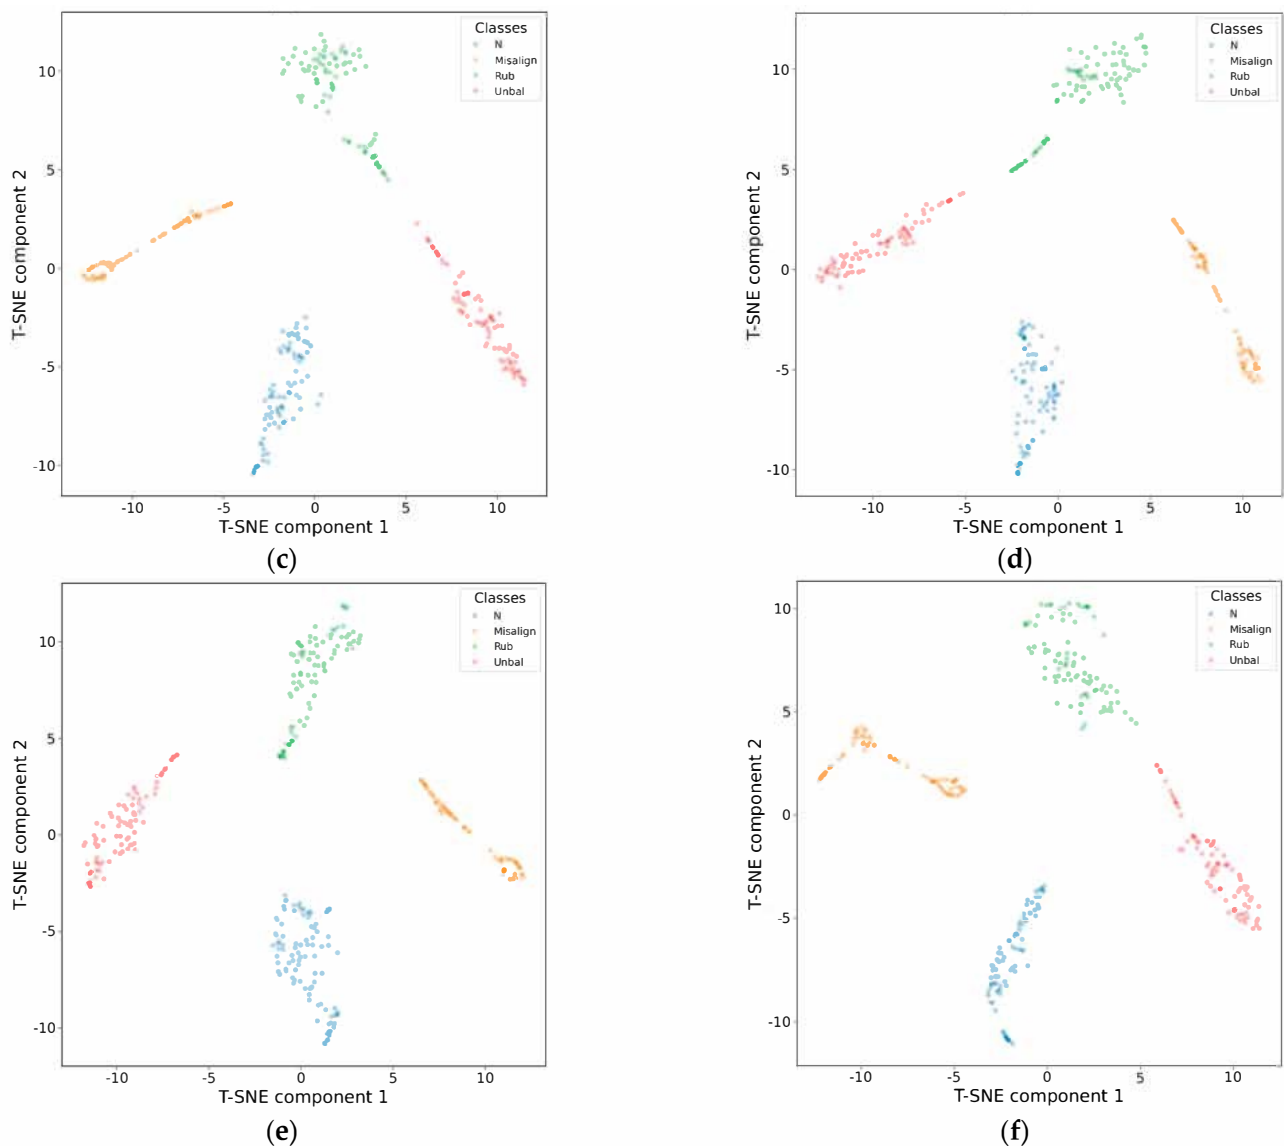 Classes
N
Misalign
Rub
Unbal
10
5
0
-5
-10
T-SNE component 2
-10
-5
0
5
10
T-SNE component 1
(c)
Classes
N
Misalign
Rub
Unbal
10
5
0
-5
-10
T-SNE component 2
-10
-5
0
5
10
T-SNE component 1
(d)
Classes
N
Misalign
Rub
Unbal
10
5
0
-5
-10
T-SNE component 2
-10
-5
0
5
10
T-SNE component 1
(e)
Classes
N
Misalign
Rub
Unbal
10
5
0
-5
-10
T-SNE component 2
-10
-5
0
5
10
T-SNE component 1
(f)